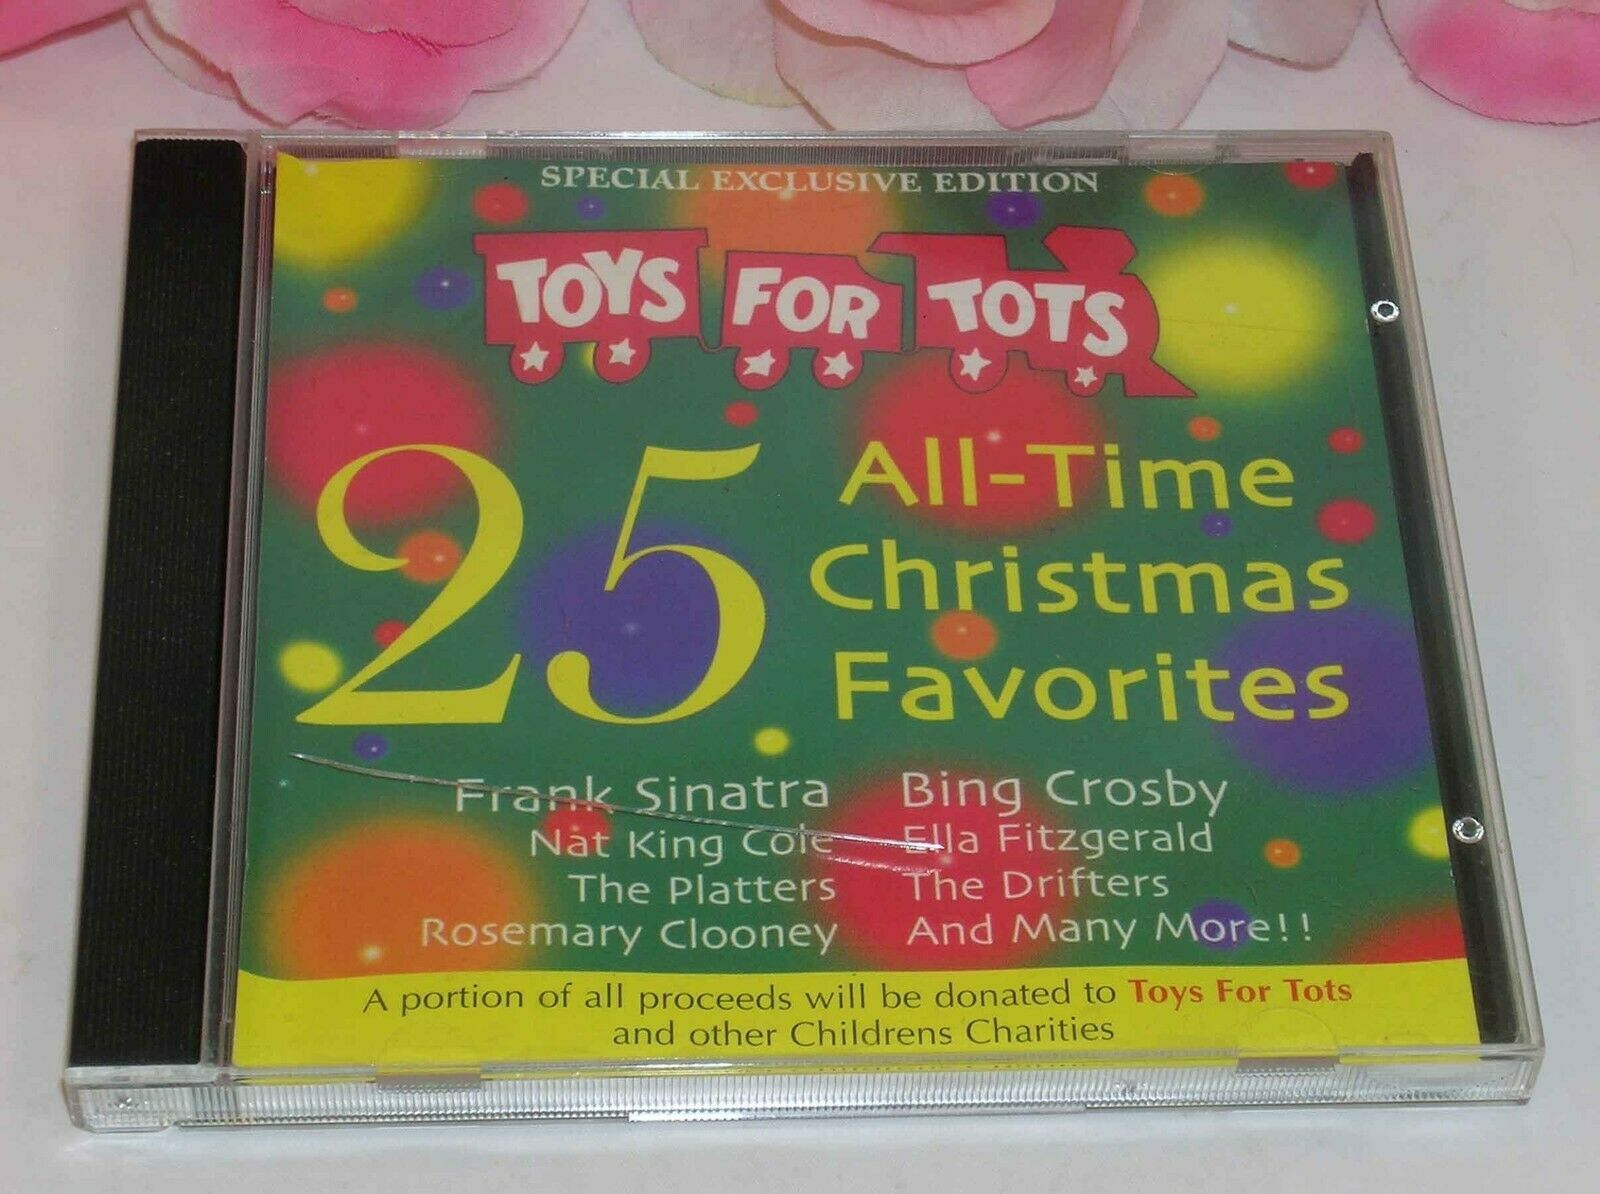 SPECIAL EXCLUSIVE EDITION
TOYS FOR TOTS
25
All-Time
Christmas
Favorites
Frank Sinatra
Bing Crosby
Nat King Cole
Ella Fitzgerald
The Platters
The Drifters
Rosemary Clooney
And Many More!!
A portion of all proceeds will be donated to Toys For Tots
and other Childrens Charities